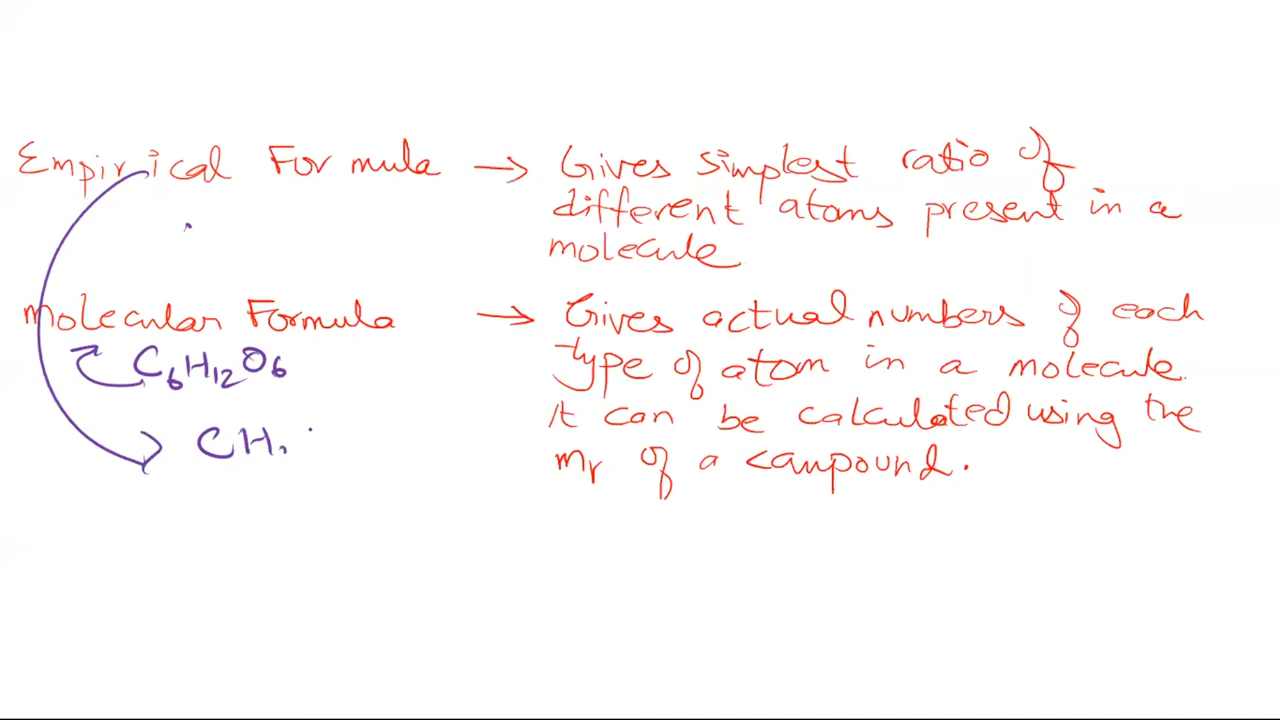 Empirical Formula → Gives simplest ratio of
different atoms present in a
molecule
Molecular Formula → Gives actual numbers of each
type of atom in a molecule.
It can be calculated using the
Mr of a campound.
C₆H₁₂O₆
CH